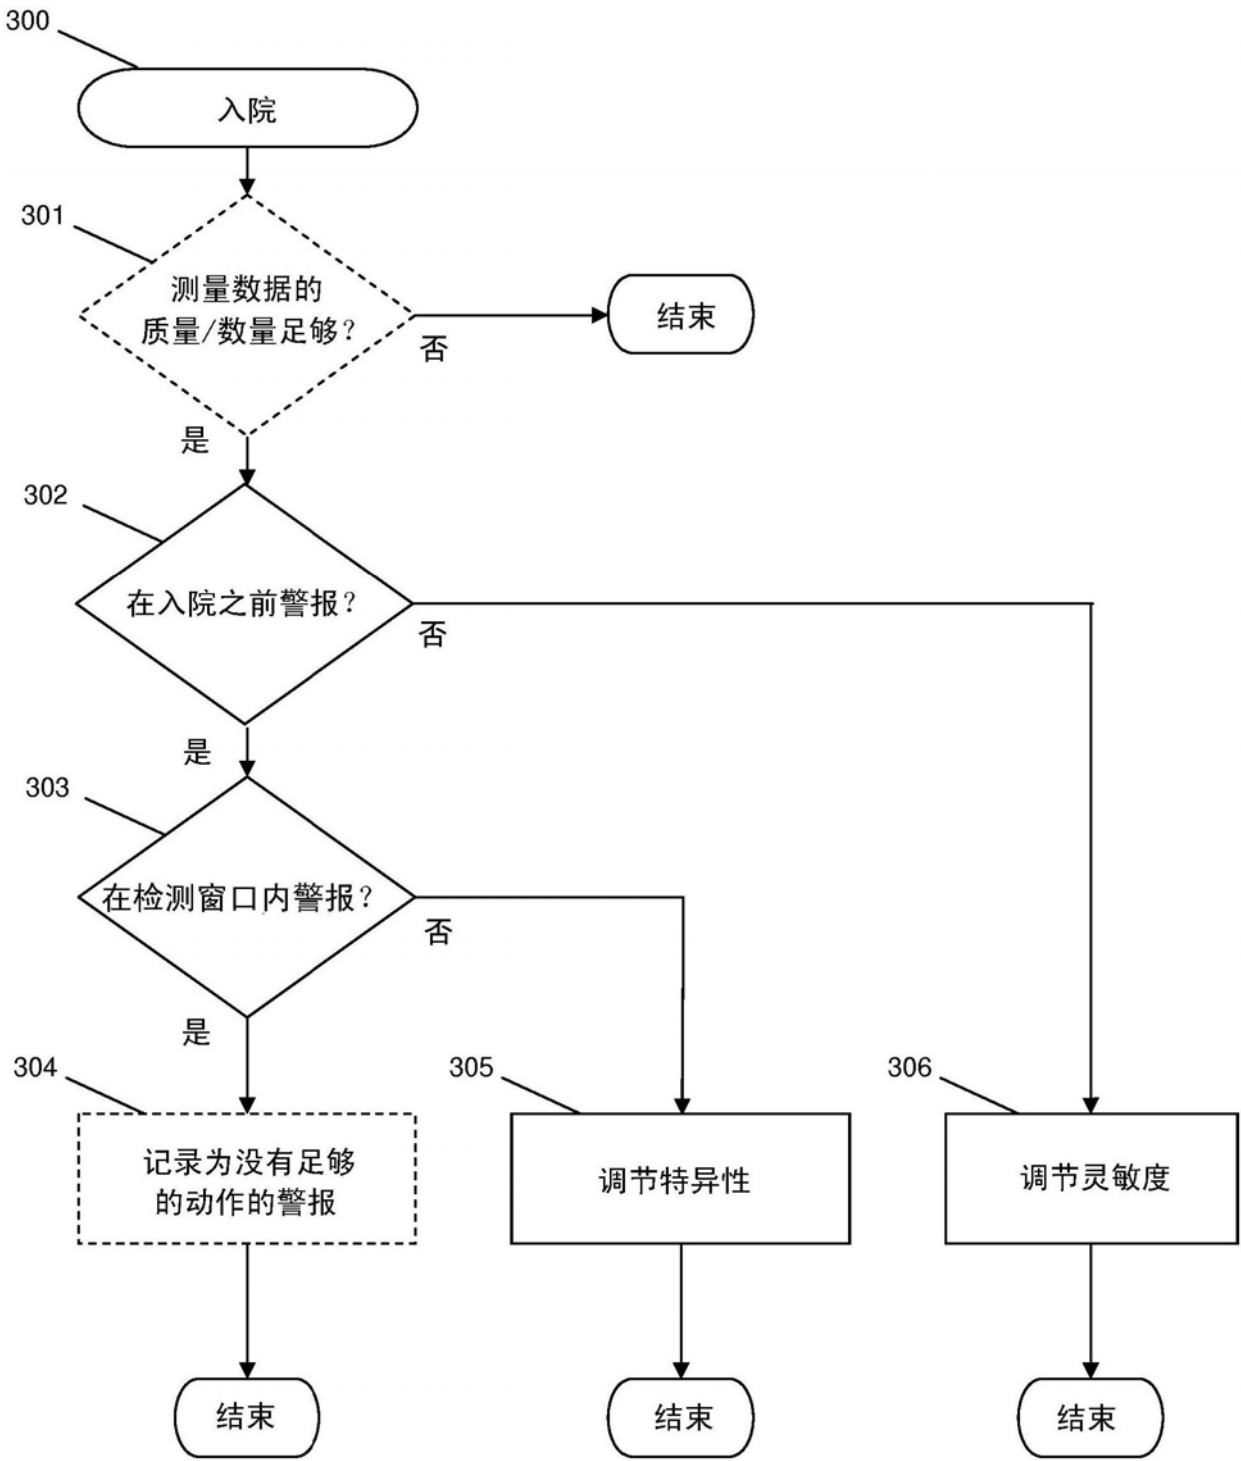 300
入院
301
测量数据的
质量/数量足够？
否
结束
是
302
在入院之前警报？
否
是
303
在检测窗口内警报？
否
是
304
305
306
记录为没有足够
的动作的警报
调节特异性
调节灵敏度
结束
结束
结束